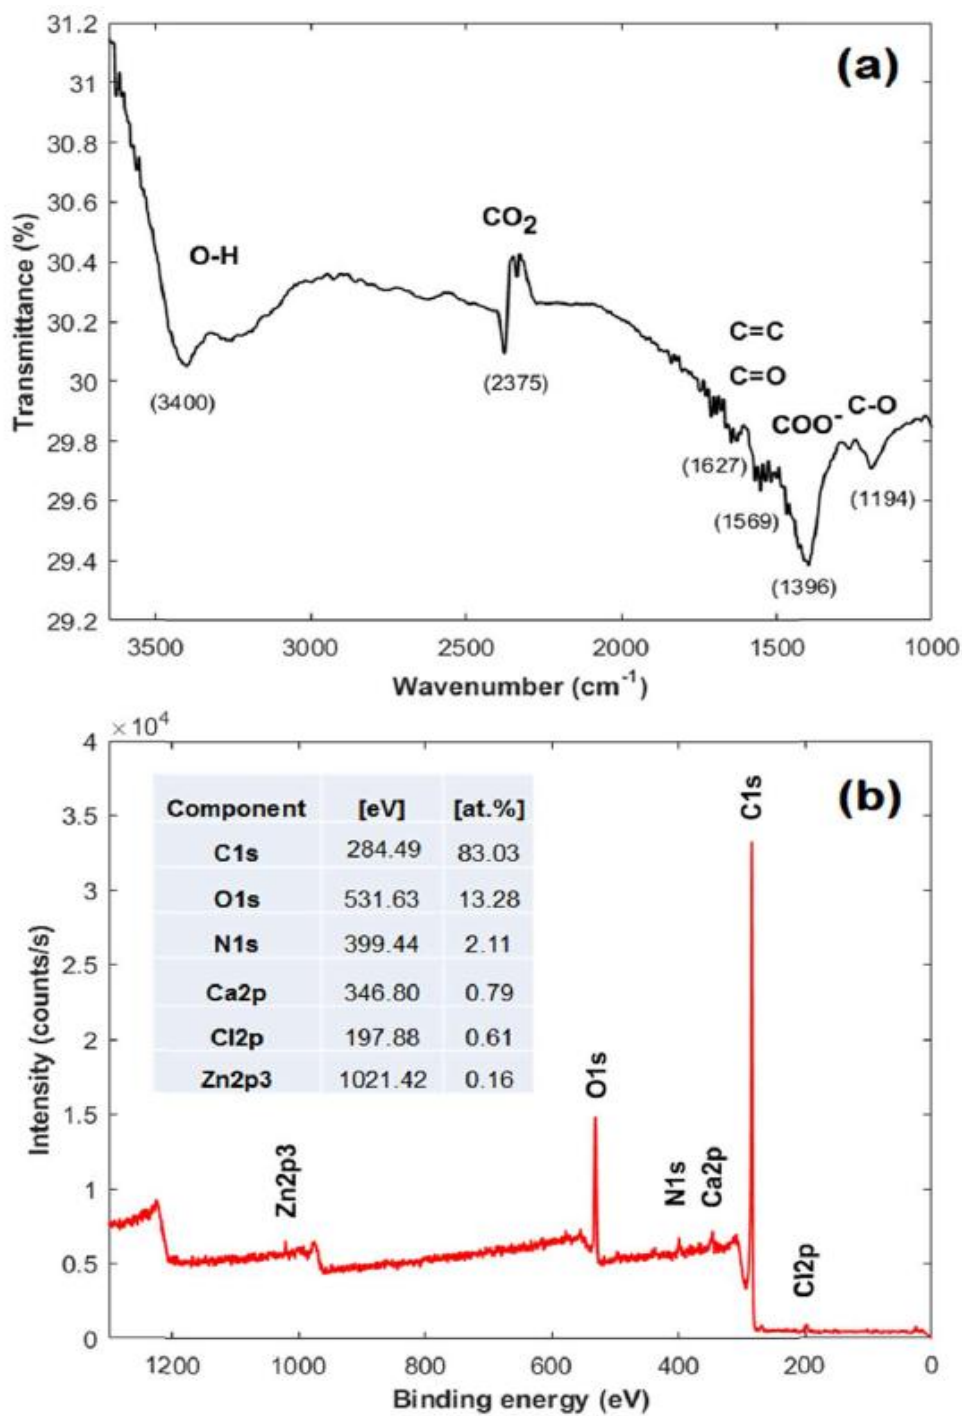 (a)
31.2
31
30.8
30.6
30.4
30.2
30
29.8
29.6
29.4
29.2
Transmittance (%)
O-H
(3400)
CO2
(2375)
C=C
C=O
COO-
C-O
(1627)
(1569)
(1396)
(1194)
3500 3000 2500 2000 1500 1000
Wavenumber (cm-1)
×10^4
(b)
4
3.5
3
2.5
2
1.5
1
0.5
0
Intensity (counts/s)
Component [eV] [at.%]
C1s 284.49 83.03
O1s 531.63 13.28
N1s 399.44 2.11
Ca2p 346.80 0.79
Cl2p 197.88 0.61
Zn2p3 1021.42 0.16
Zn2p3
O1s
N1s
Ca2p
C1s
Cl2p
1200 1000 800 600 400 200 0
Binding energy (eV)